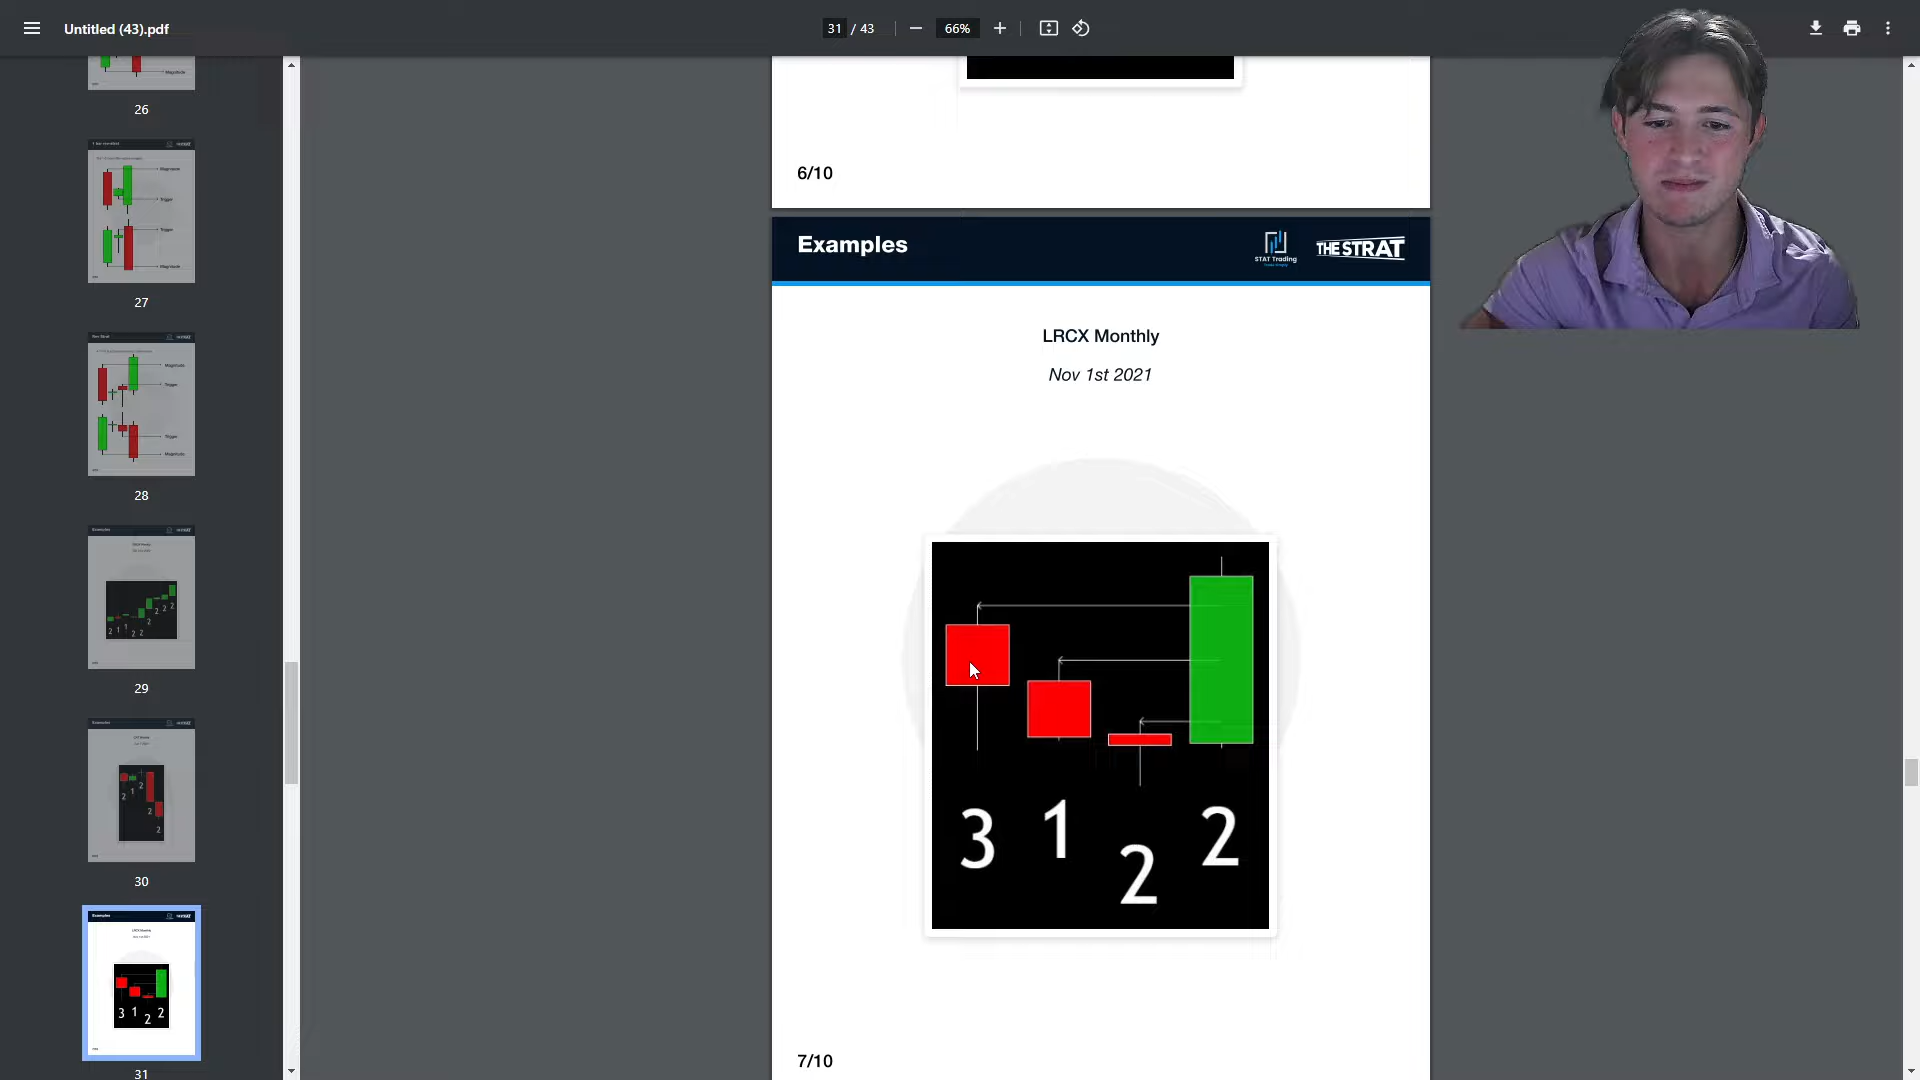 Untitled (43).pdf
31 / 43
66%
26
27
28
29
30
31
6/10
Examples
STAT Trading
THE STRAT
LRCX Monthly
Nov 1st 2021
3 1 2 2
7/10